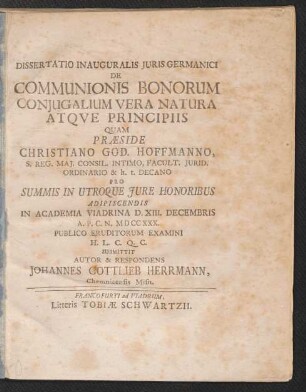 DISSERTATIO INAUGURALIS JURIS GERMANICI
DE
COMMUNIONIS BONORUM
CONJUGALIUM VERA NATURA
ATQVE PRINCIPIIS
QUAM
PRÆSIDE
CHRISTIANO GOD. HOFFMANNO,
S. REG. MAJ. CONSIL. INTIMO, FACULT. JURID.
ORDINARIO & h. t. DECANO
PRO
SUMMIS IN UTROQUE JURE HONORIBUS
ADIPISCENDIS
IN ACADEMIA VIADRINA D. XIII. DECEMBRIS
A. P. C. N. MDCCXXX.
PUBLICO ERUDITORUM EXAMINI
H. L. C. Q. C.
SUBMITTIT
AUTOR & RESPONDENS
JOHANNES GOTTLIEB HERRMANN,
Chemnicensis Misn.
FRANCOFURTI ad VIADRUM,
Litteris TOBIÆ SCHWARTZII.